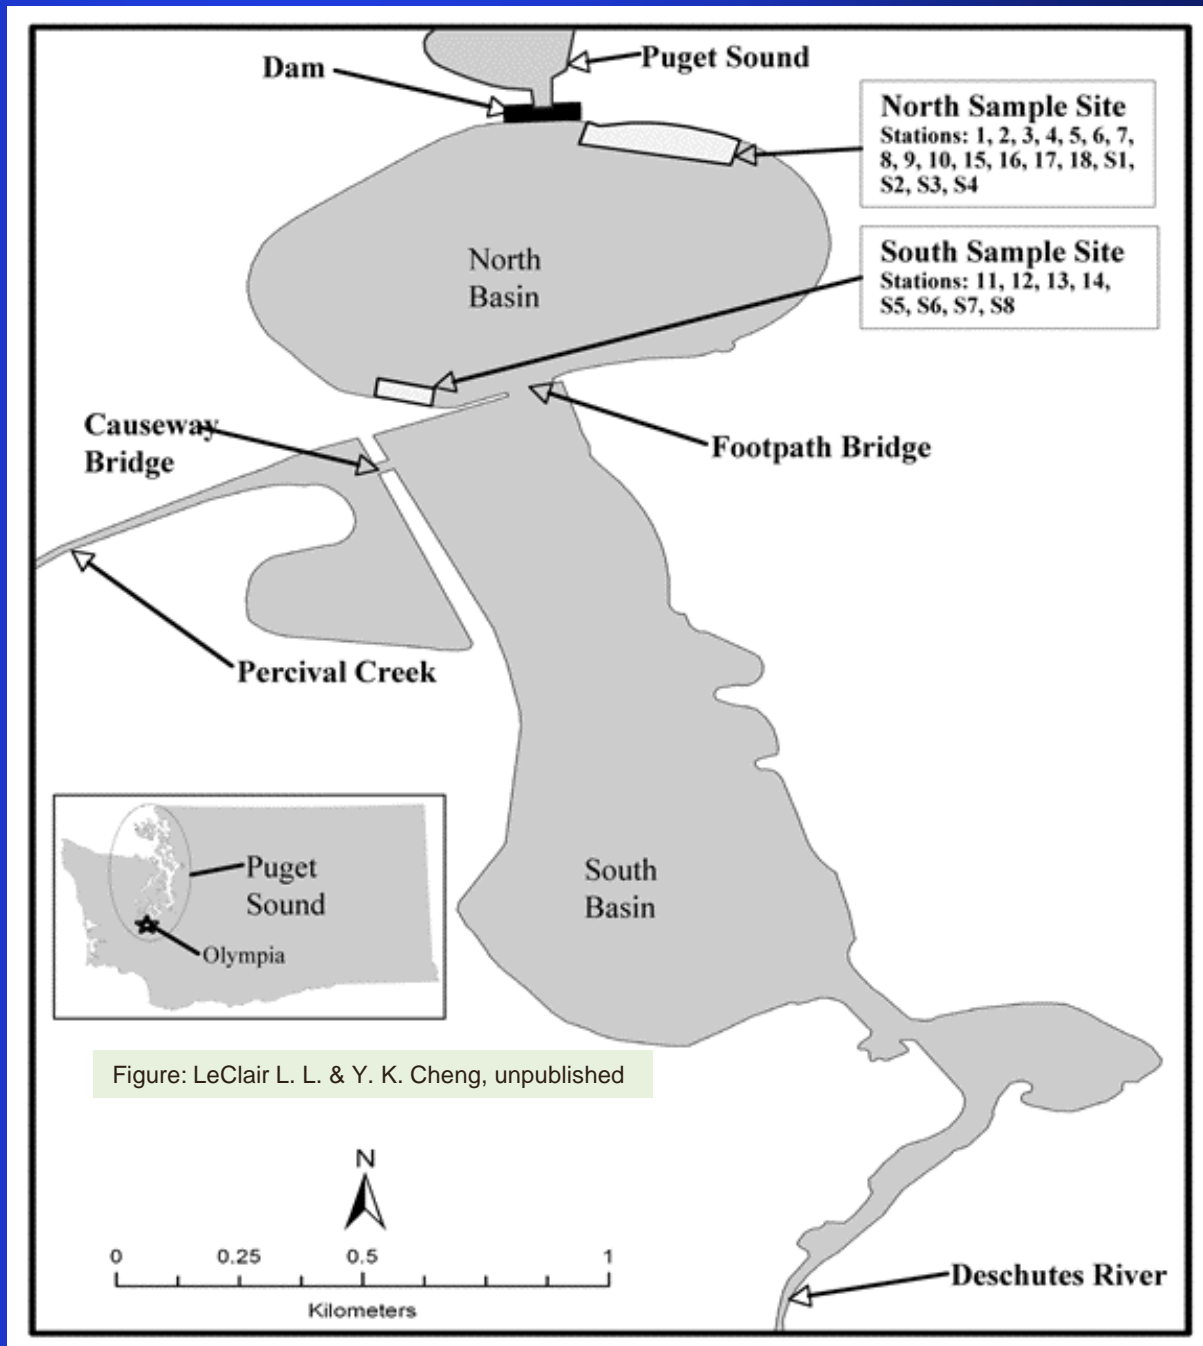 Puget Sound
Dam
North Sample Site
Stations: 1, 2, 3, 4, 5, 6, 7,
8, 9, 10, 15, 16, 17, 18, S1,
S2, S3, S4
South Sample Site
Stations: 11, 12, 13, 14,
S5, S6, S7, S8
North
Basin
Causeway
Bridge
Footpath Bridge
Percival Creek
Puget
Sound
Olympia
South
Basin
Figure: LeClair L. L. & Y. K. Cheng, unpublished
N
0 0.25 0.5 1
Kilometers
Deschutes River